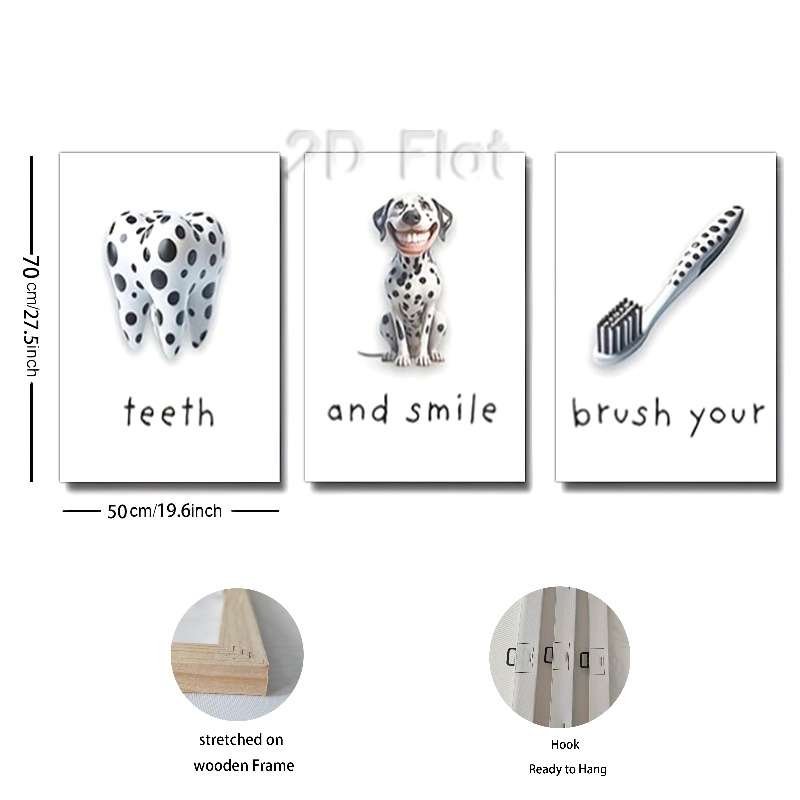 2D Flat
70 cm/27.5inch
teeth
and smile
brush your
50cm/19.6inch
stretched on
wooden Frame
Hook
Ready to Hang